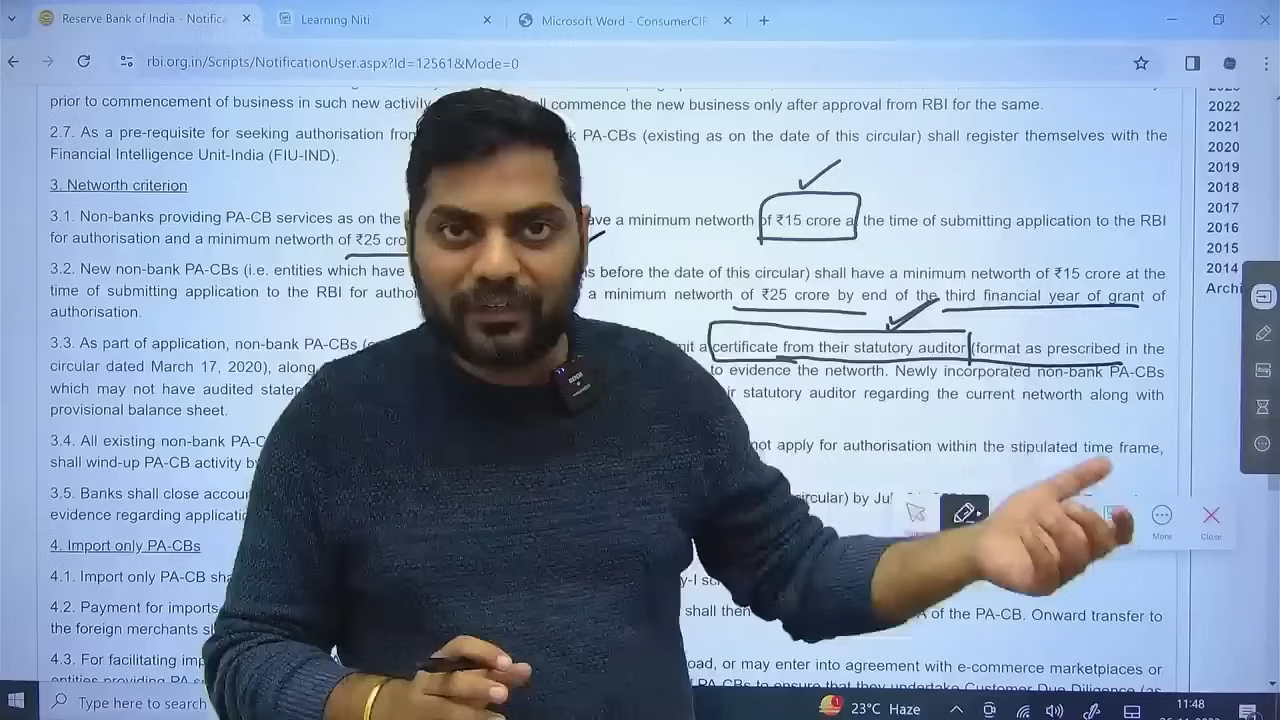 Reserve Bank of India - Notifica
Learning Niti
Microsoft Word - ConsumerCIF
rbi.org.in/Scripts/NotificationUser.aspx?Id=12561&Mode=0
prior to commencement of business in such new activity commence the new business only after approval from RBI for the same.
2.7. As a pre-requisite for seeking authorisation PA-CBs (existing as on the date of this circular) shall register themselves with the
Financial Intelligence Unit-India (FIU-IND).
3. Networth criterion
3.1. Non-banks providing PA-CB services as on the a minimum networth of ₹15 crore at the time of submitting application to the RBI
for authorisation and a minimum networth of ₹25 cro
3.2. New non-bank PA-CBs (i.e. entities which have before the date of this circular) shall have a minimum networth of ₹15 crore at the
time of submitting application to the RBI for a minimum networth of ₹25 crore by end of the third financial year of grant of
authorisation.
3.3. As part of application, non-bank PA-CBs a certificate from their statutory auditor (format as prescribed in the
circular dated March 17, 2020), along to evidence the networth. Newly incorporated non-bank PA-CBs
which may not have audited statutory auditor regarding the current networth along with
provisional balance sheet.
3.4. All existing non-bank not apply for authorisation within the stipulated time frame,
shall wind-up PA-CB activity
3.5. Banks shall close circular) by
evidence regarding
4. Import only PA-CBs
4.1. Import only PA-CB
4.2. Payment for imports shall then of the PA-CB. Onward transfer to
the foreign merchants
4.3. For facilitating or may enter into agreement with e-commerce marketplaces or
entities providing PA-CBs to ensure that they undertake Customer Due Diligence (as
2022
2021
2020
2019
2018
2017
2016
2015
2014
Archi
More
Close
RODE
Type here to search
23°C Haze
11:48